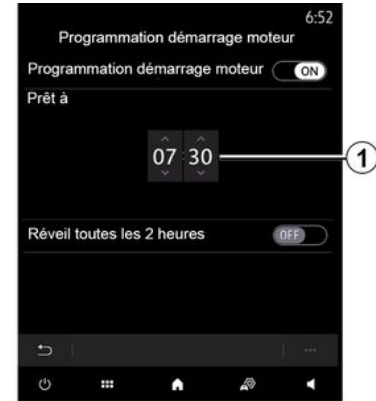 6:52
Programmation démarrage moteur
Programmation démarrage moteur ON
Prêt à
07 30 1
Réveil toutes les 2 heures OFF